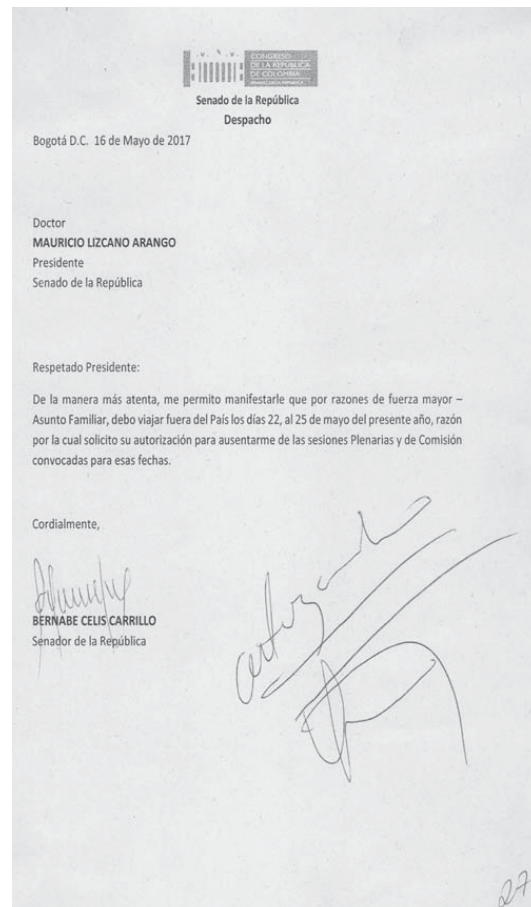 CONGRESO
DE LA REPÚBLICA
DE COLOMBIA
Senado de la República
Despacho
Bogotá D.C. 16 de Mayo de 2017
Doctor
MAURICIO LIZCANO ARANGO
Presidente
Senado de la República
Respetado Presidente:
De la manera más atenta, me permito manifestarle que por razones de fuerza mayor –
Asunto Familiar, debo viajar fuera del País los días 22, al 25 de mayo del presente año, razón
por la cual solicito su autorización para ausentarme de las sesiones Plenarias y de Comisión
convocadas para esas fechas.
Cordialmente,
BERNABE CELIS CARRILLO
Senador de la República
27